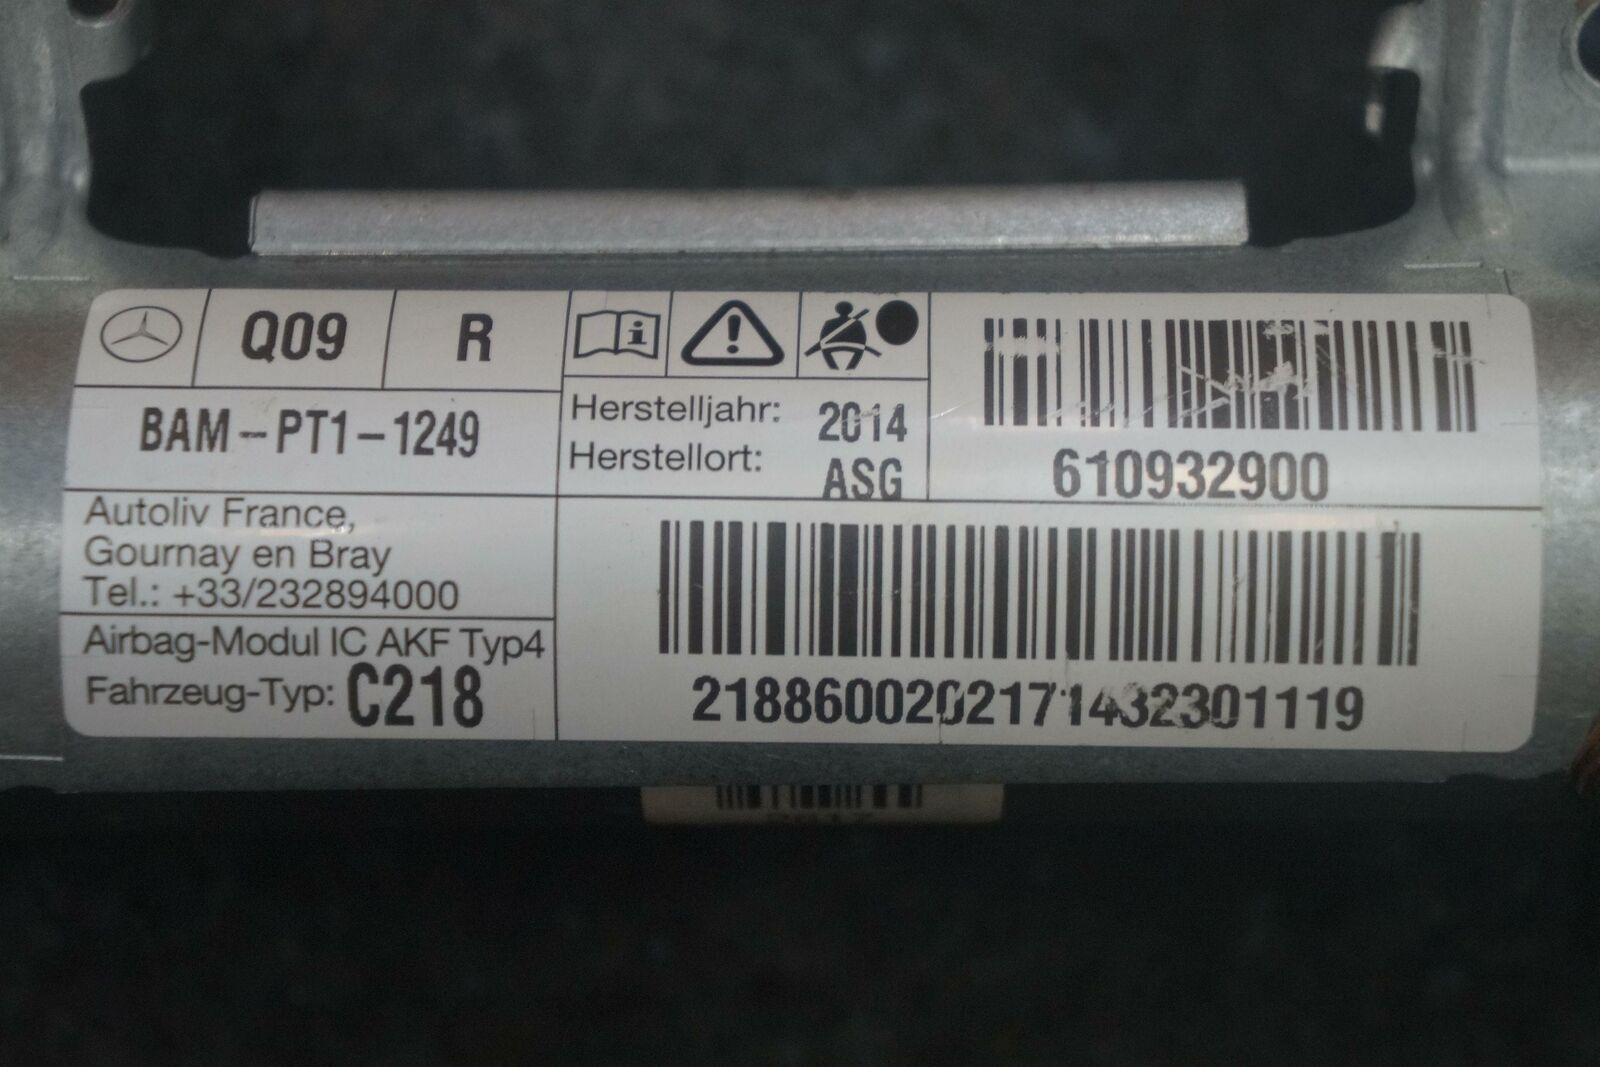 Q09
R
BAM-PT1-1249
Autoliv France,
Gournay en Bray
Tel.: +33/232894000
Airbag-Modul IC AKF Typ4
Fahrzeug-Typ: C218
i
!
Herstelljahr: 2014
Herstellort: ASG
610932900
2188600202171432301119